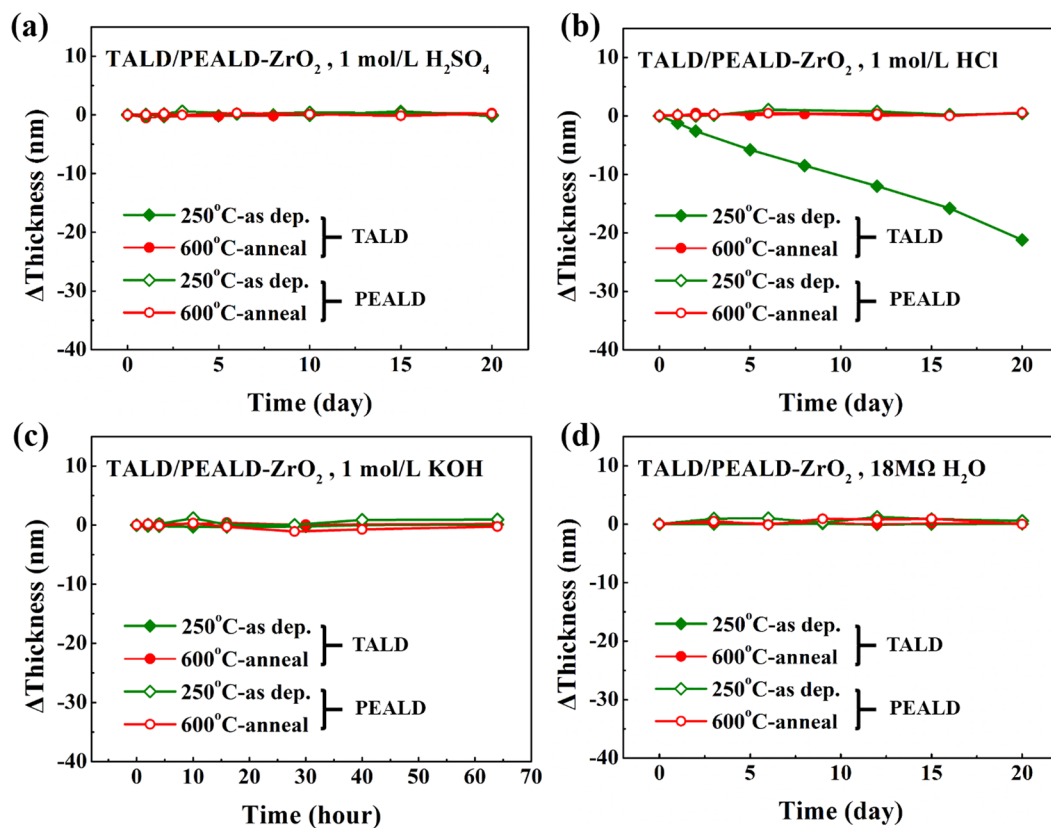 (a)
TALD/PEALD-ZrO₂ , 1 mol/L H₂SO₄
ΔThickness (nm)
10
0
-10
-20
-30
-40
250°C-as dep.
600°C-anneal
TALD
250°C-as dep.
600°C-anneal
PEALD
0 5 10 15 20
Time (day)
(b)
TALD/PEALD-ZrO₂ , 1 mol/L HCl
ΔThickness (nm)
10
0
-10
-20
-30
-40
250°C-as dep.
600°C-anneal
TALD
250°C-as dep.
600°C-anneal
PEALD
0 5 10 15 20
Time (day)
(c)
TALD/PEALD-ZrO₂ , 1 mol/L KOH
ΔThickness (nm)
10
0
-10
-20
-30
-40
250°C-as dep.
600°C-anneal
TALD
250°C-as dep.
600°C-anneal
PEALD
0 10 20 30 40 50 60 70
Time (hour)
(d)
TALD/PEALD-ZrO₂ , 18MΩ H₂O
ΔThickness (nm)
10
0
-10
-20
-30
-40
250°C-as dep.
600°C-anneal
TALD
250°C-as dep.
600°C-anneal
PEALD
0 5 10 15 20
Time (day)